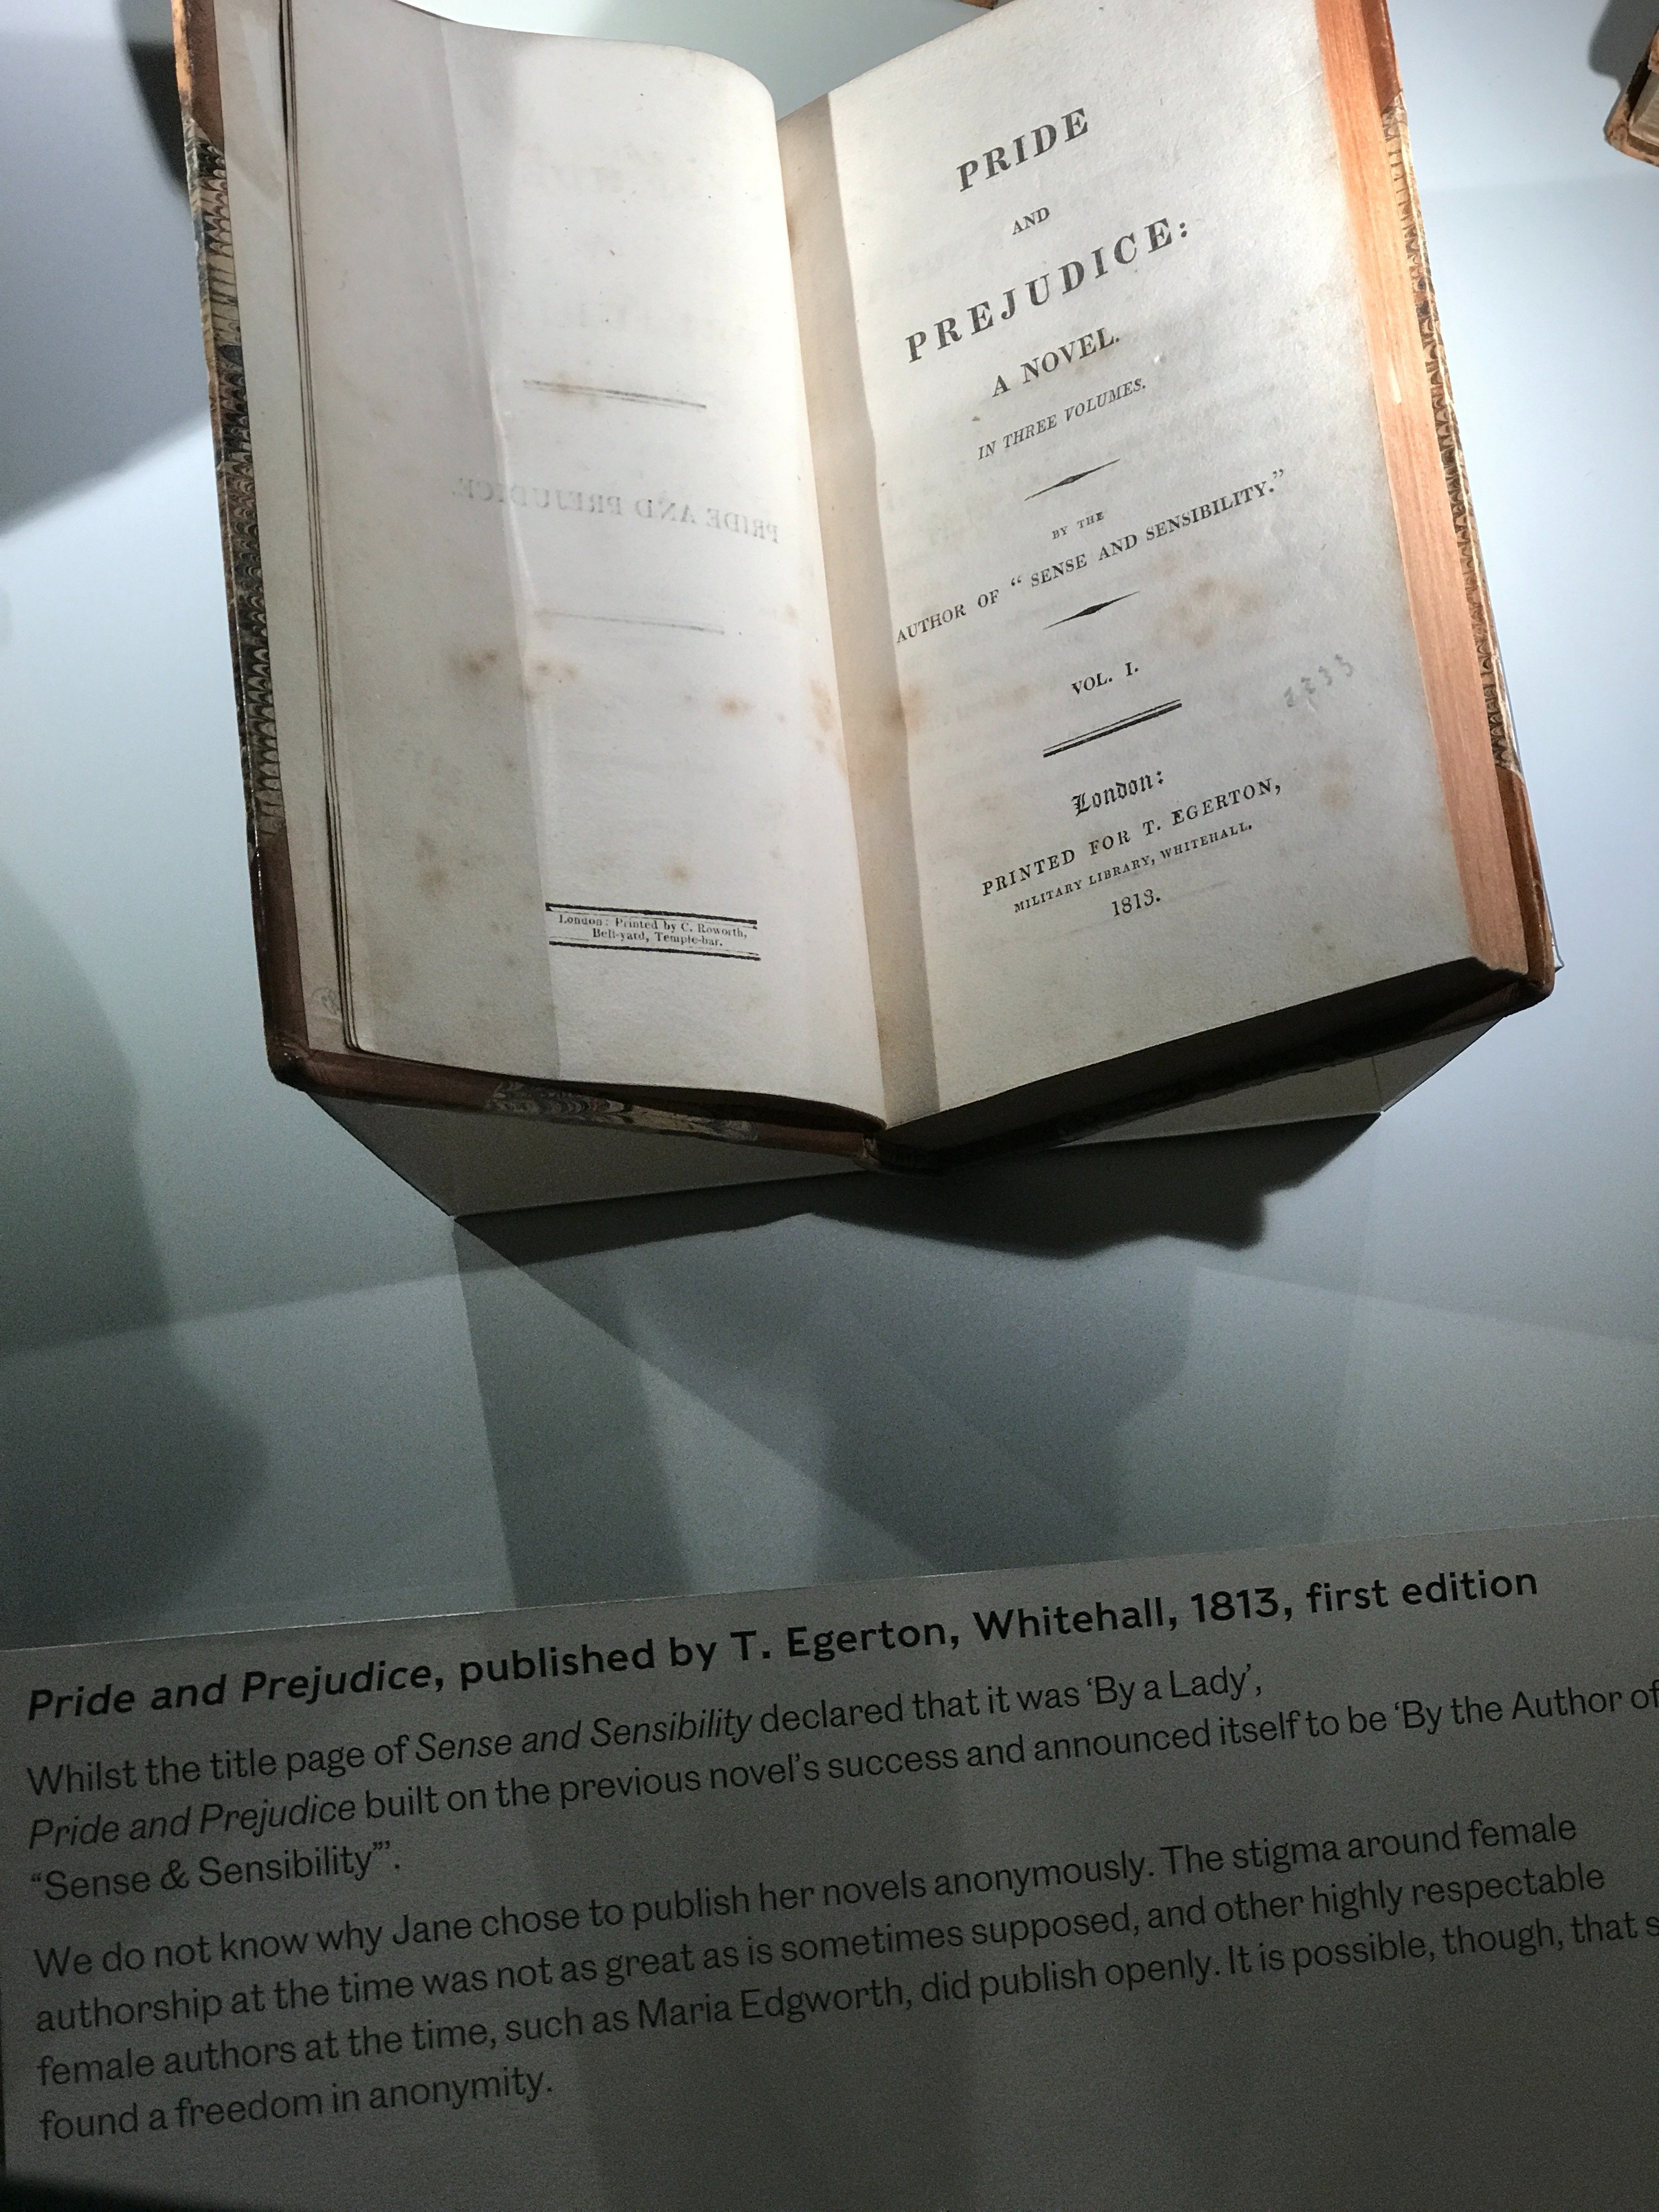 PRIDE AND PREJUDICE.
London: Printed by C. Roworth,
Bell-yard, Temple-bar.
PRIDE
AND
PREJUDICE:
A NOVEL.
IN THREE VOLUMES.
BY THE
AUTHOR OF “SENSE AND SENSIBILITY.”
VOL. I.
London:
PRINTED FOR T. EGERTON,
MILITARY LIBRARY, WHITEHALL.
1813.
Pride and Prejudice, published by T. Egerton, Whitehall, 1813, first edition
Whilst the title page of Sense and Sensibility declared that it was ‘By a Lady’,
Pride and Prejudice built on the previous novel’s success and announced itself to be ‘By the Author of
“Sense & Sensibility”’.
We do not know why Jane chose to publish her novels anonymously. The stigma around female
authorship at the time was not as great as is sometimes supposed, and other highly respectable
female authors at the time, such as Maria Edgworth, did publish openly. It is possible, though, that
found a freedom in anonymity.